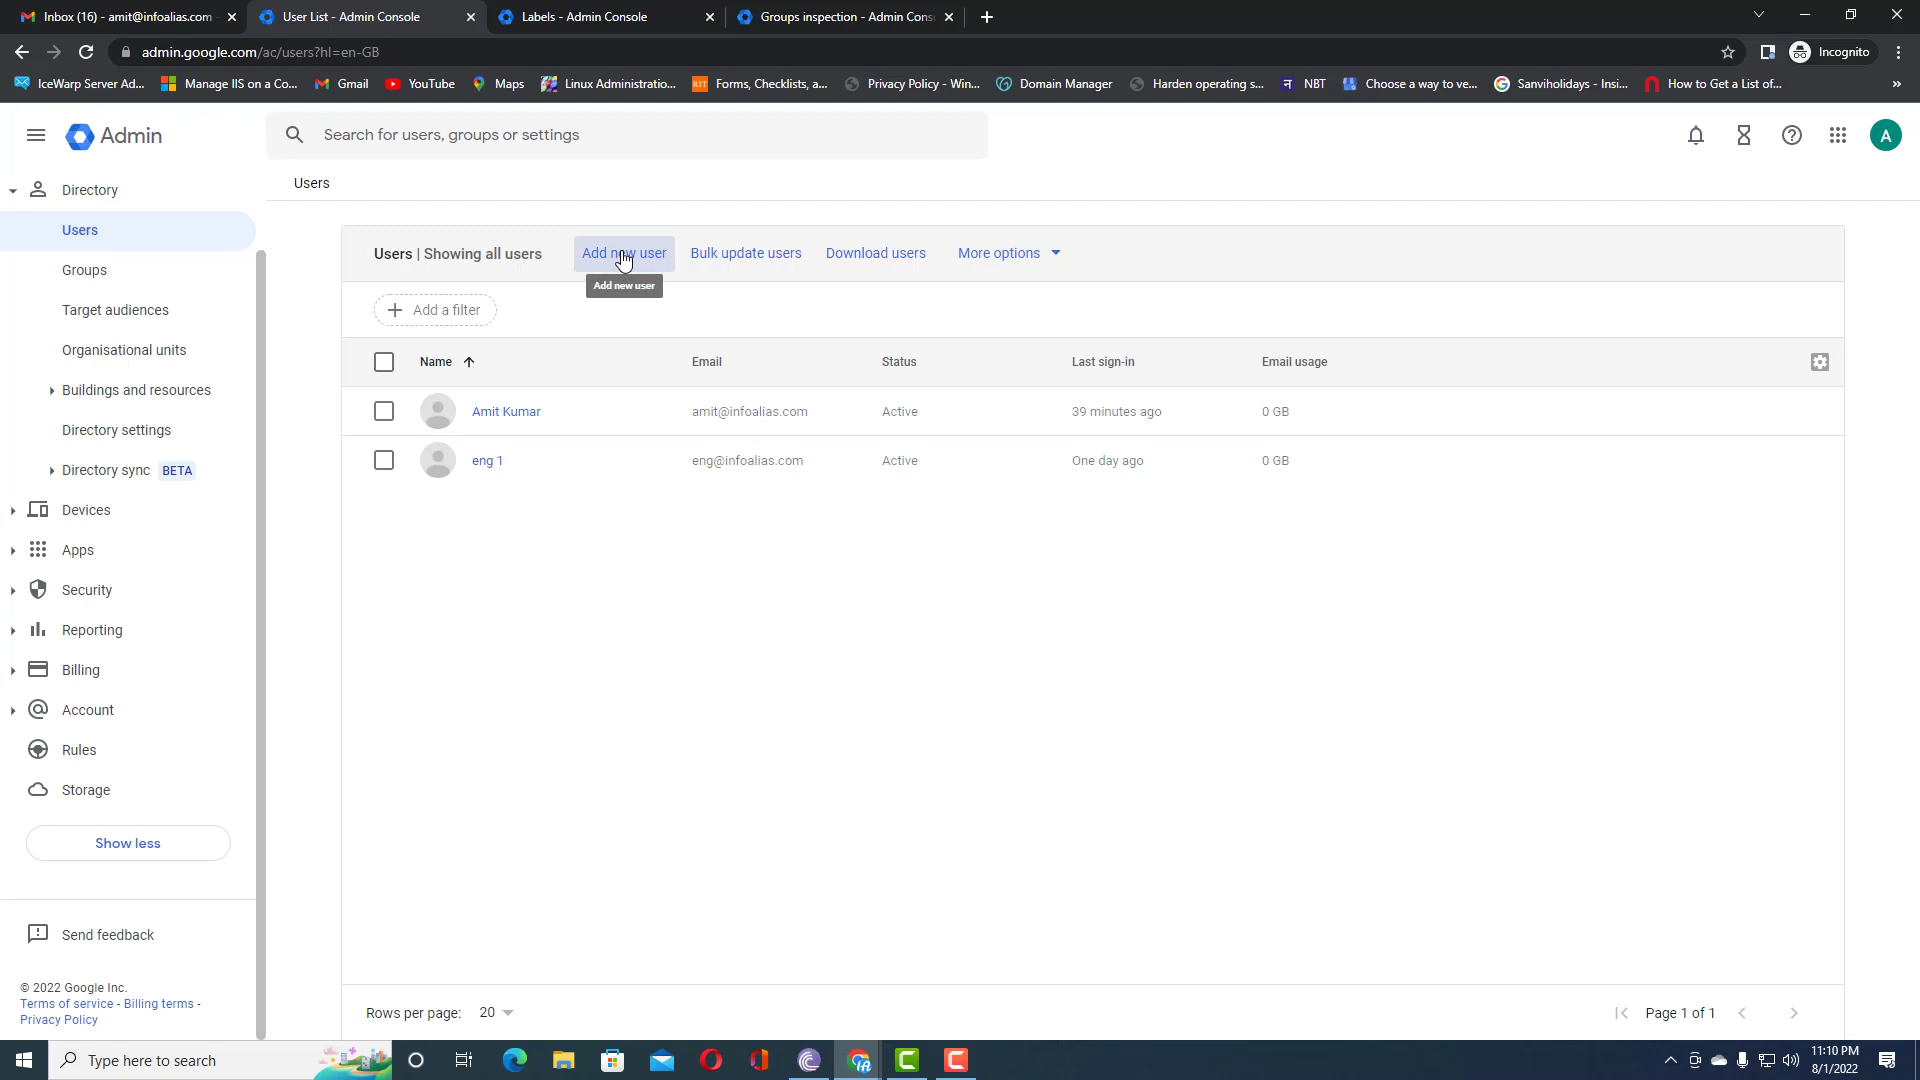 Inbox (16) - amit@infoalias.com
User List - Admin Console
Labels - Admin Console
Groups inspection - Admin Cons
admin.google.com/ac/users?hl=en-GB
Incognito
IceWarp Server Ad...
Manage IIS on a Co...
Gmail
YouTube
Maps
Linux Administratio...
RIT
Forms, Checklists, a...
Privacy Policy - Win...
Domain Manager
Harden operating s...
NBT
Choose a way to ve...
Sanviholidays - Insi...
How to Get a List of...
»
Admin
Search for users, groups or settings
A
Directory
Users
Groups
Target audiences
Organisational units
Buildings and resources
Directory settings
Directory sync BETA
Devices
Apps
Security
Reporting
Billing
Account
Rules
Storage
Show less
Send feedback
© 2022 Google Inc.
Terms of service - Billing terms -
Privacy Policy
Users
Users | Showing all users
Add new user
Bulk update users
Download users
More options
Add new user
Add a filter
Name
Email
Status
Last sign-in
Email usage
Amit Kumar
amit@infoalias.com
Active
39 minutes ago
0 GB
eng 1
eng@infoalias.com
Active
One day ago
0 GB
Rows per page: 20
Page 1 of 1
Type here to search
11:10 PM
8/1/2022